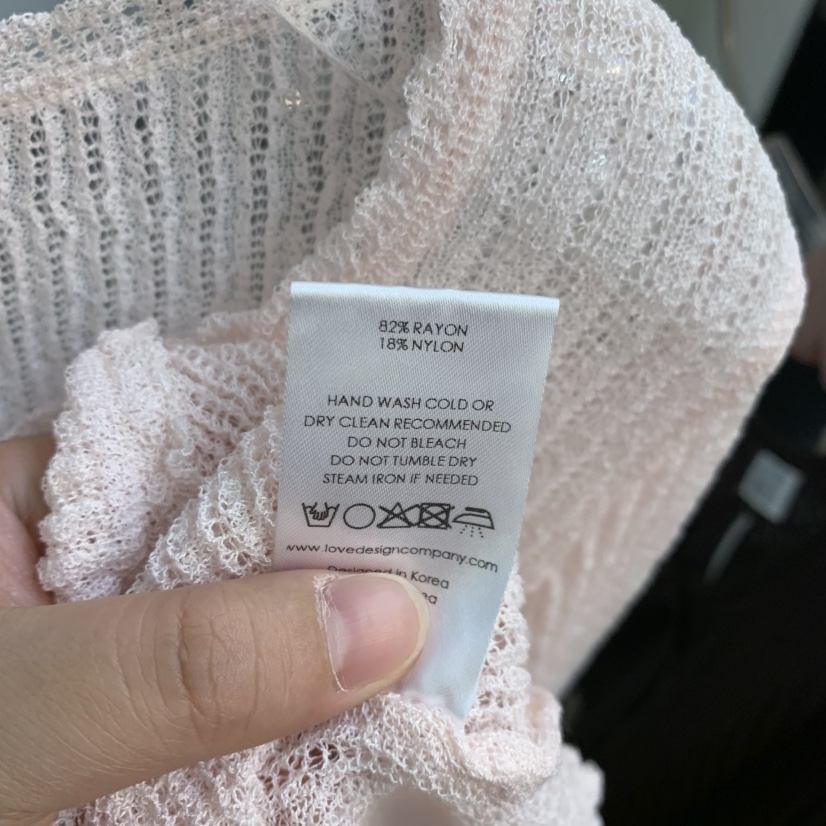 82% RAYON
18% NYLON
HAND WASH COLD OR
DRY CLEAN RECOMMENDED
DO NOT BLEACH
DO NOT TUMBLE DRY
STEAM IRON IF NEEDED
www.lovedesigncompany.com
Designed in Korea